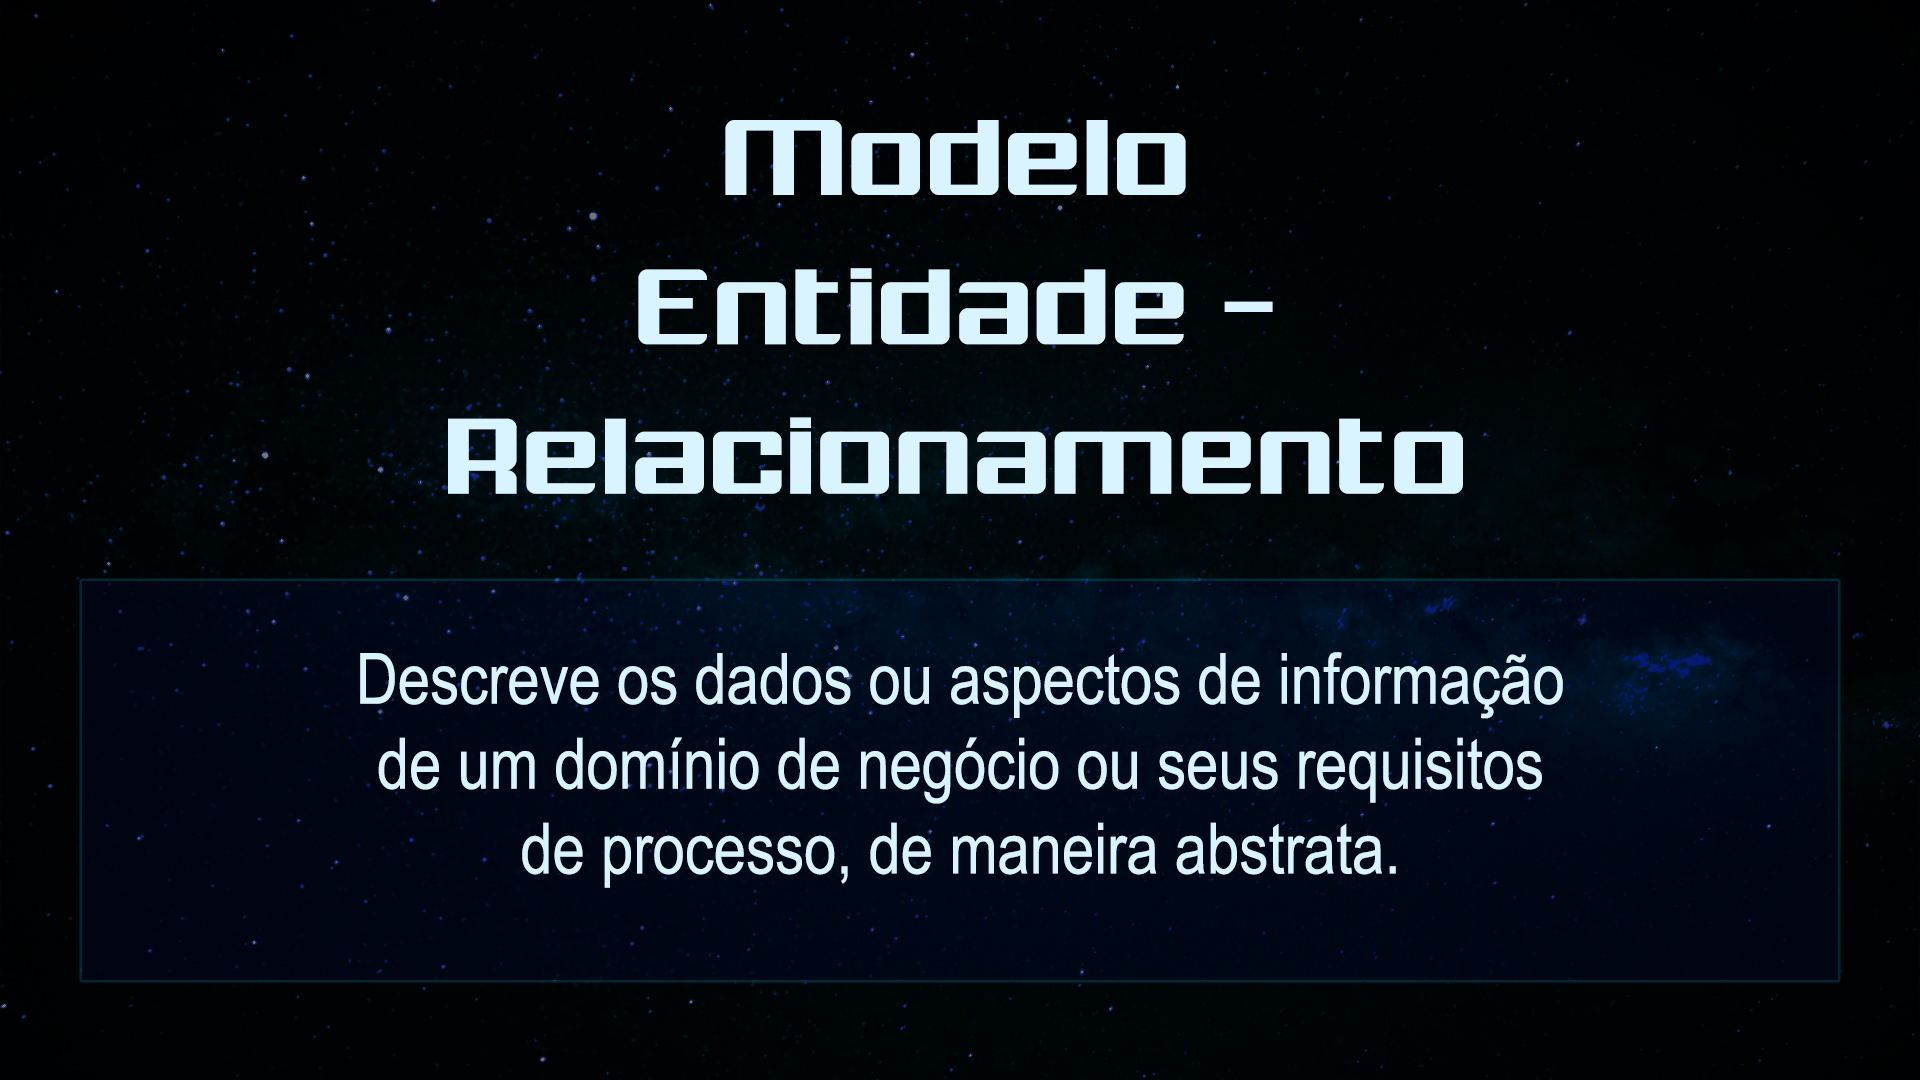 Modelo
Entidade -
Relacionamento
Descreve os dados ou aspectos de informação
de um domínio de negócio ou seus requisitos
de processo, de maneira abstrata.